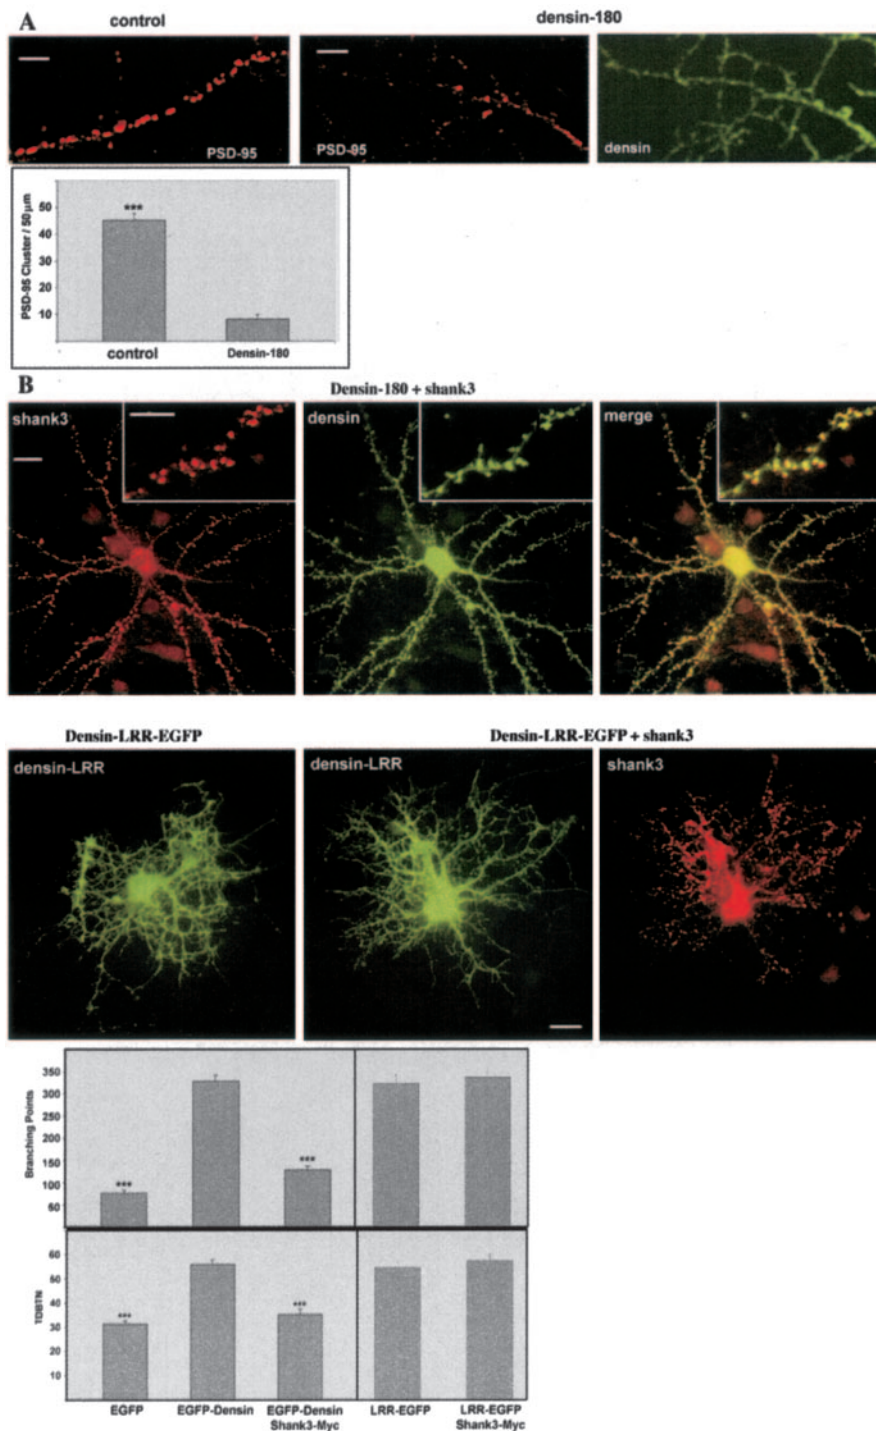 A
control
densin-180
PSD-95
PSD-95
densin
PSD-95 Cluster / 50µm
50
40
30
20
10
***
control
Densin-180
B
Densin-180 + shank3
shank3
densin
merge
Densin-LRR-EGFP
Densin-LRR-EGFP + shank3
densin-LRR
densin-LRR
shank3
Branching Points
350
300
250
200
150
100
50
***
***
TDBTN
60
50
40
30
20
10
***
***
EGFP
EGFP-Densin
EGFP-Densin
Shank3-Myc
LRR-EGFP
LRR-EGFP
Shank3-Myc